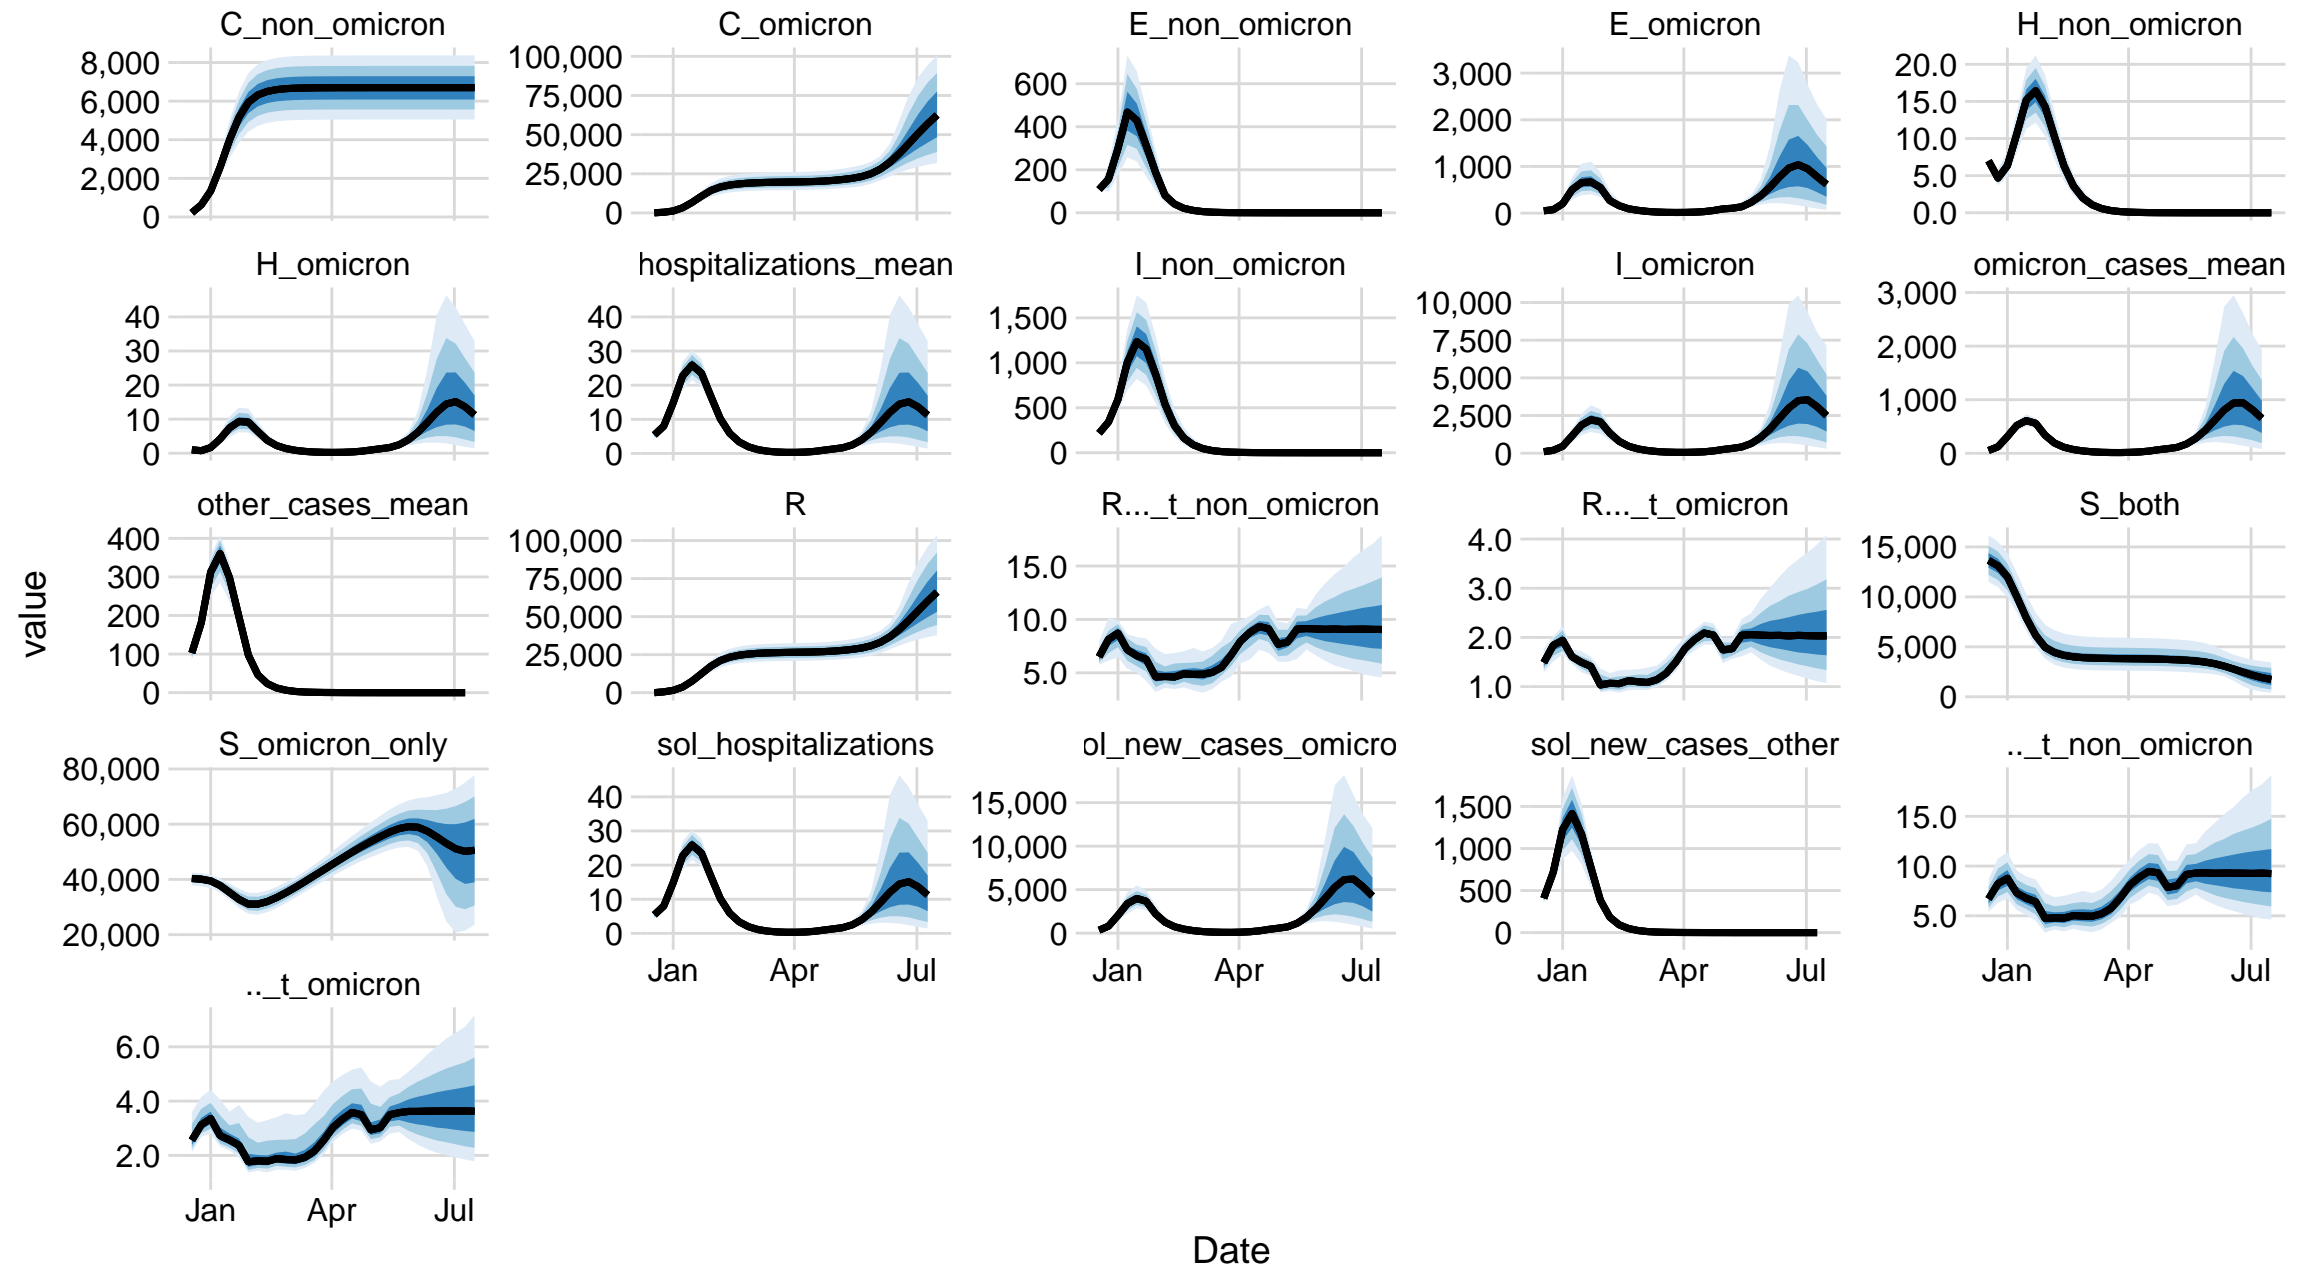 C_non_omicron C_omicron E_non_omicron E_omicron H_non_omicron
8,000 6,000 4,000 2,000 0
100,000 75,000 50,000 25,000 0
600 400 200 0
3,000 2,000 1,000 0
20.0 15.0 10.0 5.0 0.0
H_omicron hospitalizations_mean I_non_omicron I_omicron omicron_cases_mean
40 30 20 10 0
40 30 20 10 0
1,500 1,000 500 0
10,000 7,500 5,000 2,500 0
3,000 2,000 1,000 0
other_cases_mean R R..._t_non_omicron R..._t_omicron S_both
400 300 200 100 0
100,000 75,000 50,000 25,000 0
15.0 10.0 5.0
4.0 3.0 2.0 1.0
15,000 10,000 5,000 0
S_omicron_only sol_hospitalizations ol_new_cases_omicro sol_new_cases_other .._t_non_omicron
80,000 60,000 40,000 20,000
40 30 20 10 0
15,000 10,000 5,000 0
1,500 1,000 500 0
15.0 10.0 5.0
Jan Apr Jul Jan Apr Jul Jan Apr Jul Jan Apr Jul
.._t_omicron
6.0 4.0 2.0
Jan Apr Jul
value
Date